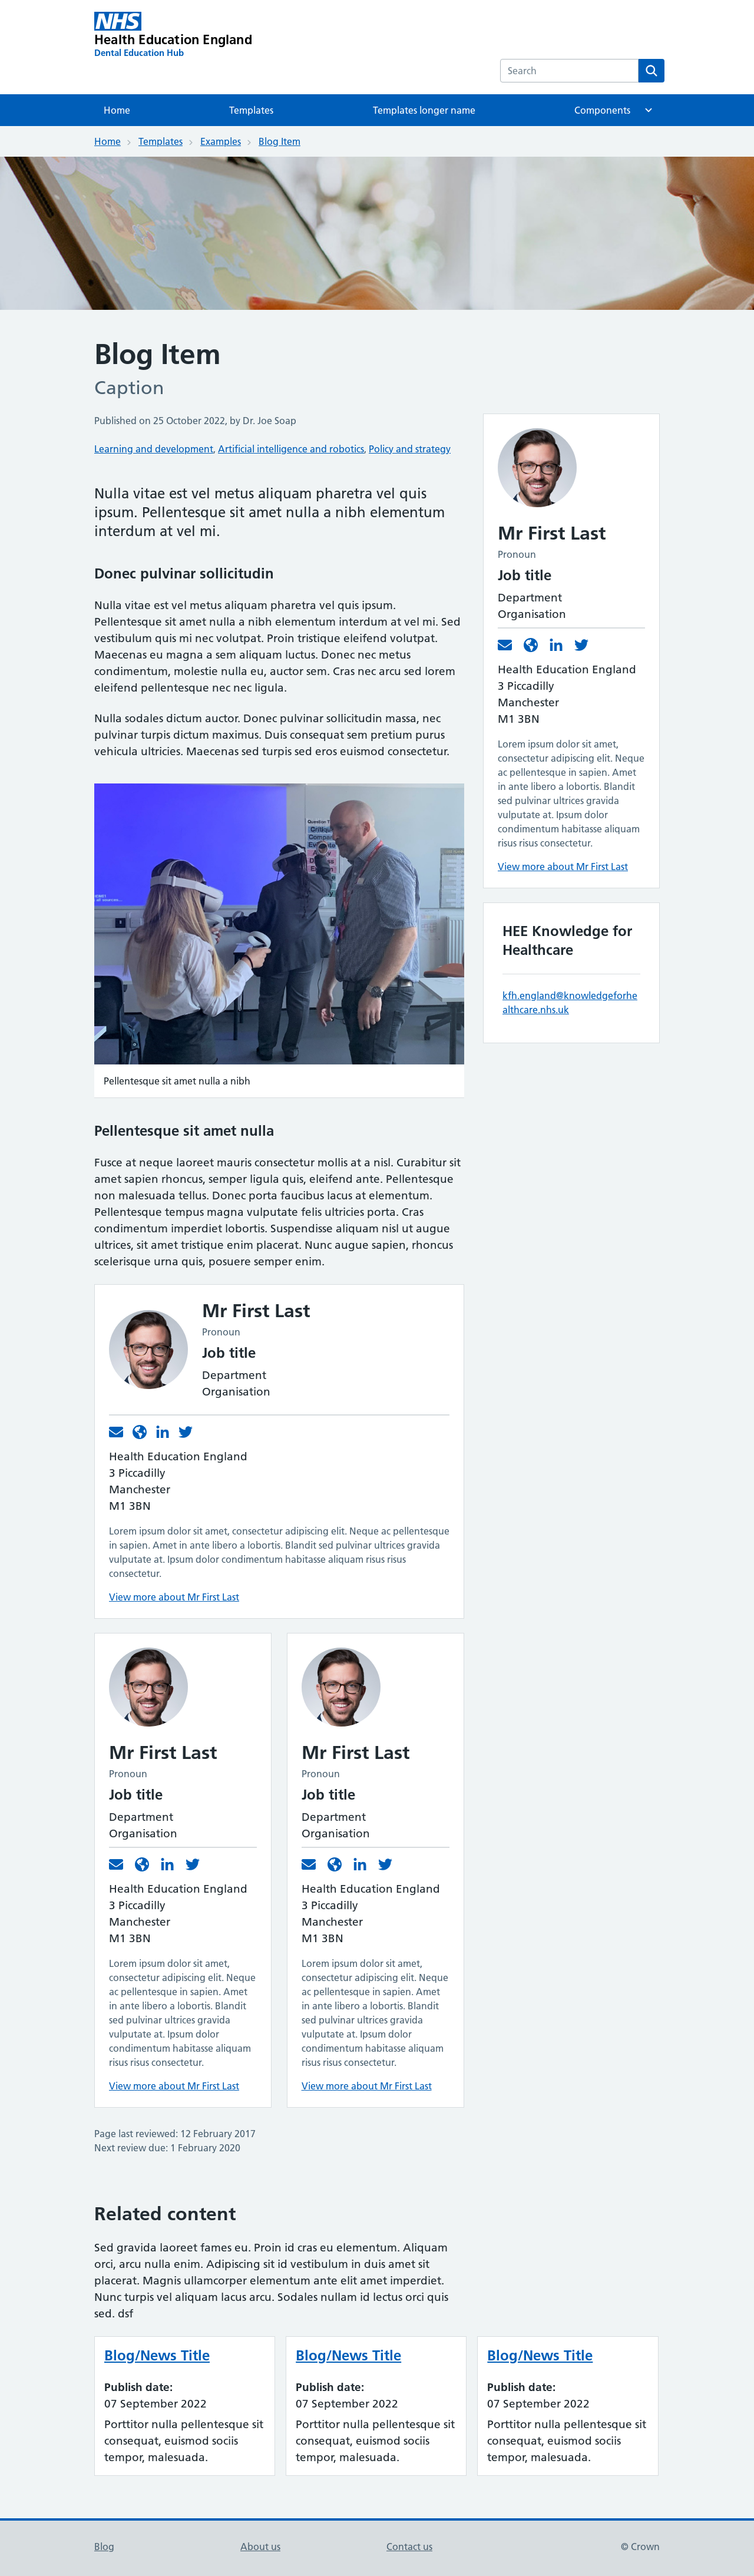 NHS
Health Education England
Dental Education Hub
Search
Home Templates Templates longer name Components
Home Templates Examples Blog Item
Blog Item
Caption
Published on 25 October 2022, by Dr. Joe Soap
Learning and development, Artificial intelligence and robotics, Policy and strategy
Nulla vitae est vel metus aliquam pharetra vel quis
ipsum. Pellentesque sit amet nulla a nibh elementum
interdum at vel mi.
Donec pulvinar sollicitudin
Nulla vitae est vel metus aliquam pharetra vel quis ipsum.
Pellentesque sit amet nulla a nibh elementum interdum at vel mi. Sed
vestibulum quis mi nec volutpat. Proin tristique eleifend volutpat.
Maecenas eu magna a sem aliquam luctus. Donec nec metus
condimentum, molestie nulla eu, auctor sem. Cras nec arcu sed lorem
eleifend pellentesque nec nec ligula.
Nulla sodales dictum auctor. Donec pulvinar sollicitudin massa, nec
pulvinar turpis dictum maximus. Duis consequat sem pretium purus
vehicula ultricies. Maecenas sed turpis sed eros euismod consectetur.
Pellentesque sit amet nulla a nibh
Pellentesque sit amet nulla
Fusce at neque laoreet mauris consectetur mollis at a nisl. Curabitur sit
amet sapien rhoncus, semper ligula quis, eleifend ante. Pellentesque
non malesuada tellus. Donec porta faucibus lacus at elementum.
Pellentesque tempus magna vulputate felis ultricies porta. Cras
condimentum imperdiet lobortis. Suspendisse aliquam nisl ut augue
ultrices, sit amet tristique enim placerat. Nunc augue sapien, rhoncus
scelerisque urna quis, posuere semper enim.
Mr First Last
Pronoun
Job title
Department
Organisation
Health Education England
3 Piccadilly
Manchester
M1 3BN
Lorem ipsum dolor sit amet, consectetur adipiscing elit. Neque ac pellentesque
in sapien. Amet in ante libero a lobortis. Blandit sed pulvinar ultrices gravida
vulputate at. Ipsum dolor condimentum habitasse aliquam risus risus
consectetur.
View more about Mr First Last
Mr First Last
Pronoun
Job title
Department
Organisation
Health Education England
3 Piccadilly
Manchester
M1 3BN
Lorem ipsum dolor sit amet,
consectetur adipiscing elit. Neque
ac pellentesque in sapien. Amet
in ante libero a lobortis. Blandit
sed pulvinar ultrices gravida
vulputate at. Ipsum dolor
condimentum habitasse aliquam
risus risus consectetur.
View more about Mr First Last
Mr First Last
Pronoun
Job title
Department
Organisation
Health Education England
3 Piccadilly
Manchester
M1 3BN
Lorem ipsum dolor sit amet,
consectetur adipiscing elit. Neque
ac pellentesque in sapien. Amet
in ante libero a lobortis. Blandit
sed pulvinar ultrices gravida
vulputate at. Ipsum dolor
condimentum habitasse aliquam
risus risus consectetur.
View more about Mr First Last
Page last reviewed: 12 February 2017
Next review due: 1 February 2020
Mr First Last
Pronoun
Job title
Department
Organisation
Health Education England
3 Piccadilly
Manchester
M1 3BN
Lorem ipsum dolor sit amet,
consectetur adipiscing elit. Neque
ac pellentesque in sapien. Amet
in ante libero a lobortis. Blandit
sed pulvinar ultrices gravida
vulputate at. Ipsum dolor
condimentum habitasse aliquam
risus risus consectetur.
View more about Mr First Last
HEE Knowledge for
Healthcare
kfh.england@knowledgeforhe
althcare.nhs.uk
Related content
Sed gravida laoreet fames eu. Proin id cras eu elementum. Aliquam
orci, arcu nulla enim. Adipiscing sit id vestibulum in duis amet sit
placerat. Magnis ullamcorper elementum ante elit amet imperdiet.
Nunc turpis vel aliquam lacus arcu. Sodales nullam id lectus orci quis
sed. dsf
Blog/News Title
Publish date:
07 September 2022
Porttitor nulla pellentesque sit
consequat, euismod sociis
tempor, malesuada.
Blog/News Title
Publish date:
07 September 2022
Porttitor nulla pellentesque sit
consequat, euismod sociis
tempor, malesuada.
Blog/News Title
Publish date:
07 September 2022
Porttitor nulla pellentesque sit
consequat, euismod sociis
tempor, malesuada.
Blog About us Contact us © Crown